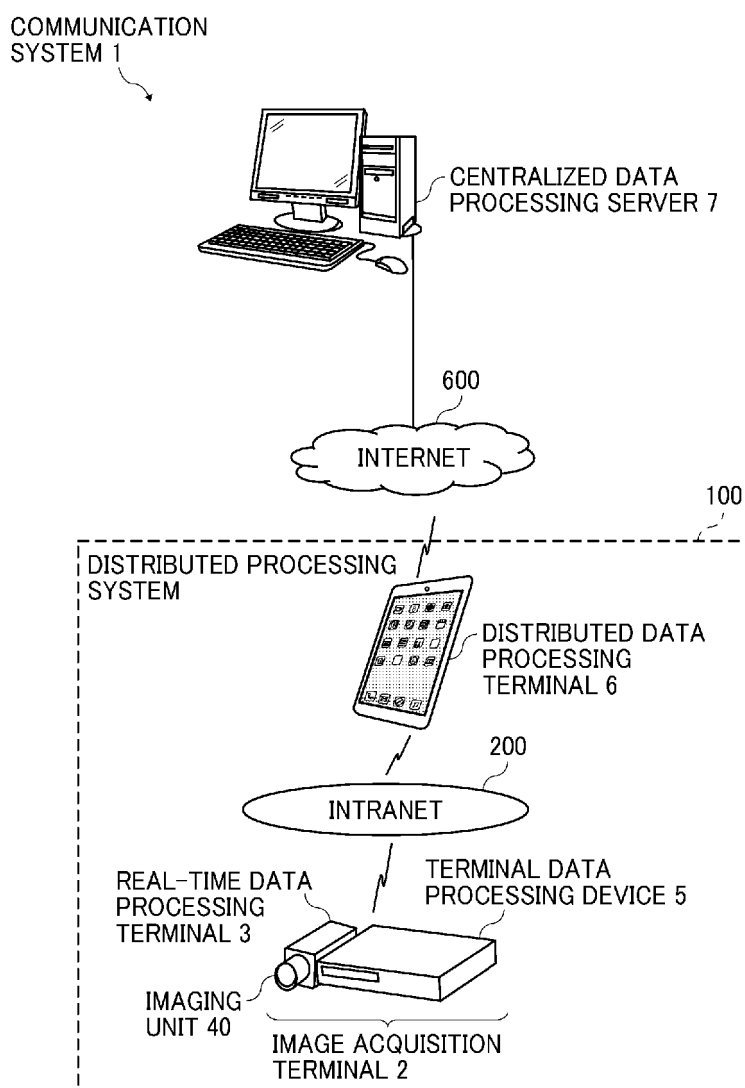 COMMUNICATION
SYSTEM 1
CENTRALIZED DATA
PROCESSING SERVER 7
600
INTERNET
100
DISTRIBUTED PROCESSING
SYSTEM
DISTRIBUTED DATA
PROCESSING
TERMINAL 6
200
INTRANET
REAL-TIME DATA
PROCESSING
TERMINAL 3
TERMINAL DATA
PROCESSING DEVICE 5
IMAGING
UNIT 40
IMAGE ACQUISITION
TERMINAL 2